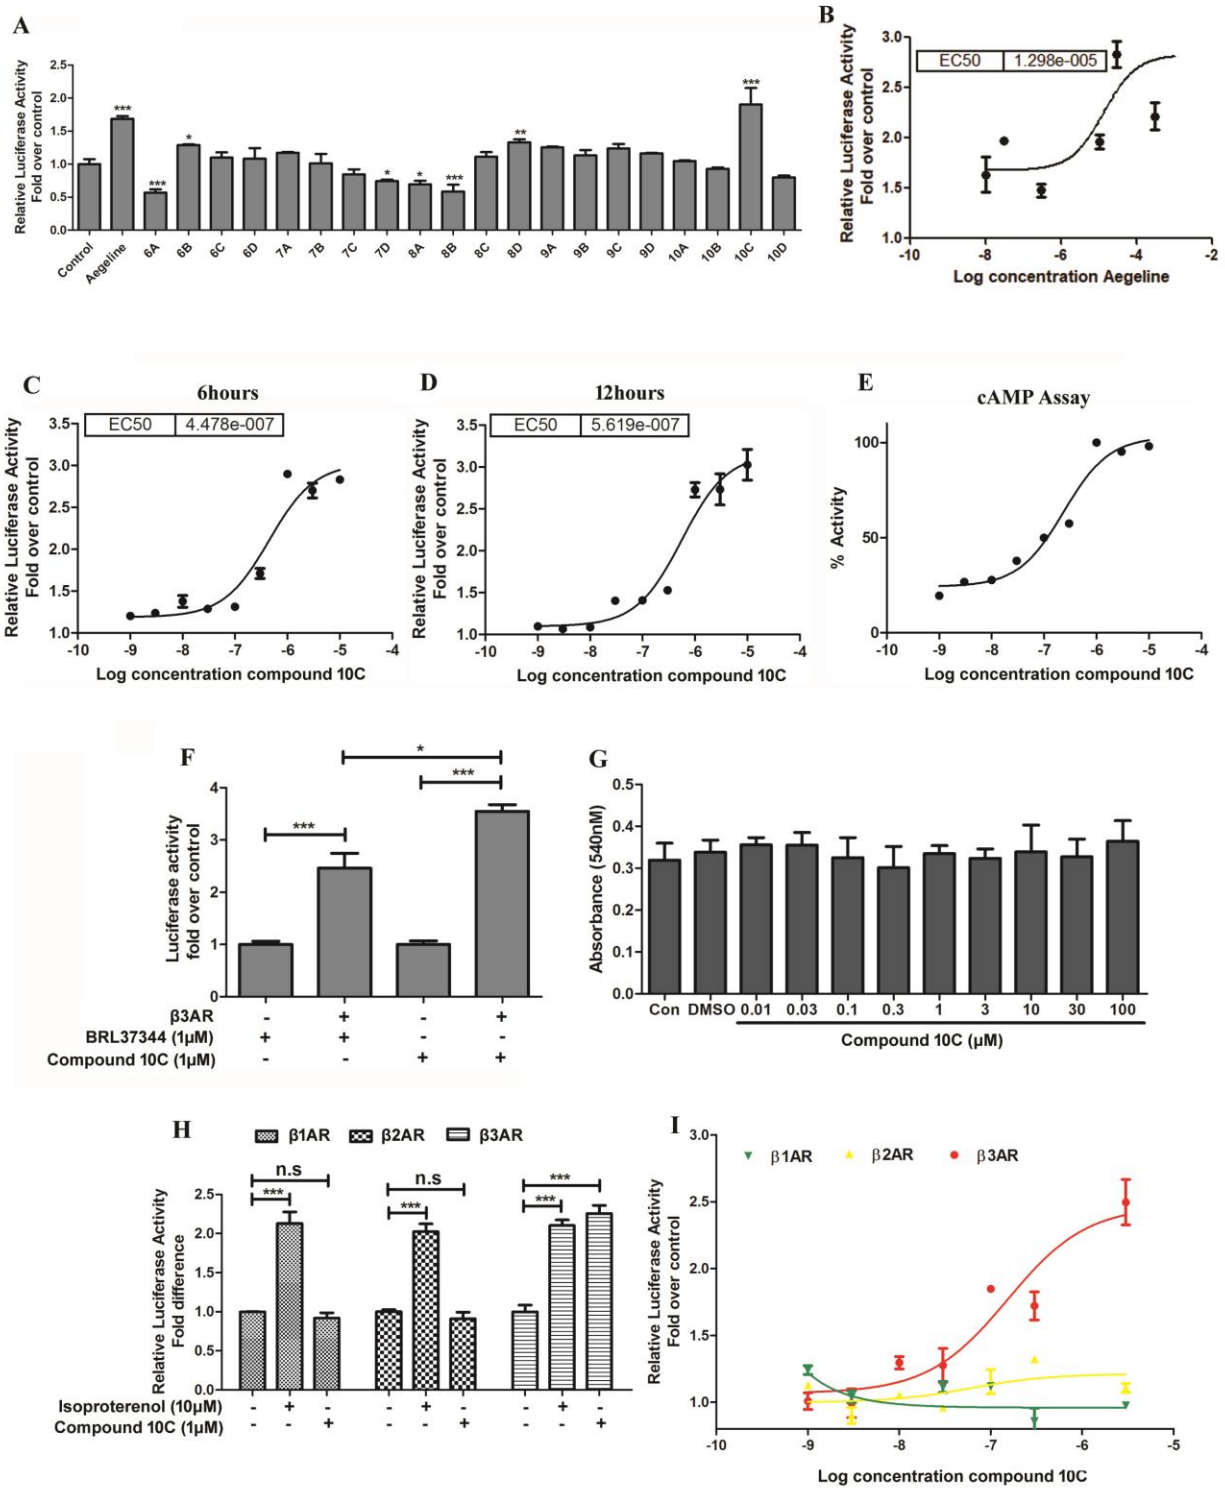 A
Relative Luciferase Activity
Fold over control
2.5
2.0
1.5
1.0
0.5
0.0
*** *** * * * *** ** ***
Control Aegeline 6A 6B 6C 6D 7A 7B 7C 7D 8A 8B 8C 8D 9A 9B 9C 9D 10A 10B 10C 10D
B
Relative Luciferase Activity
Fold over control
EC50 1.298e-005
3.0
2.5
2.0
1.5
1.0
-10 -8 -6 -4 -2
Log concentration Aegeline
C
6hours
Relative Luciferase Activity
Fold over control
EC50 4.478e-007
3.5
3.0
2.5
2.0
1.5
1.0
-10 -9 -8 -7 -6 -5 -4
Log concentration compound 10C
D
12hours
Relative Luciferase Activity
Fold over control
EC50 5.619e-007
3.5
3.0
2.5
2.0
1.5
1.0
-10 -9 -8 -7 -6 -5 -4
Log concentration compound 10C
E
cAMP Assay
% Activity
100
50
0
-10 -9 -8 -7 -6 -5 -4
Log concentration compound 10C
F
Luciferase activity
fold over control
4
3
2
1
0
*
***
***
β3AR - + - +
BRL37344 (1μM) + + - -
Compound 10C (1μM) - - + +
G
Absorbance (540nM)
0.5
0.4
0.3
0.2
0.1
0.0
Con DMSO 0.01 0.03 0.1 0.3 1 3 10 30 100
Compound 10C (μM)
H
β1AR β2AR β3AR
Relative Luciferase Activity
Fold difference
2.5
2.0
1.5
1.0
0.5
0.0
n.s n.s ***
*** *** ***
Isoproterenol (10μM) - + - - + - - + -
Compound 10C (1μM) - - + - - + - - +
I
β1AR β2AR β3AR
Relative Luciferase Activity
Fold over control
3.0
2.5
2.0
1.5
1.0
-10 -9 -8 -7 -6 -5
Log concentration compound 10C